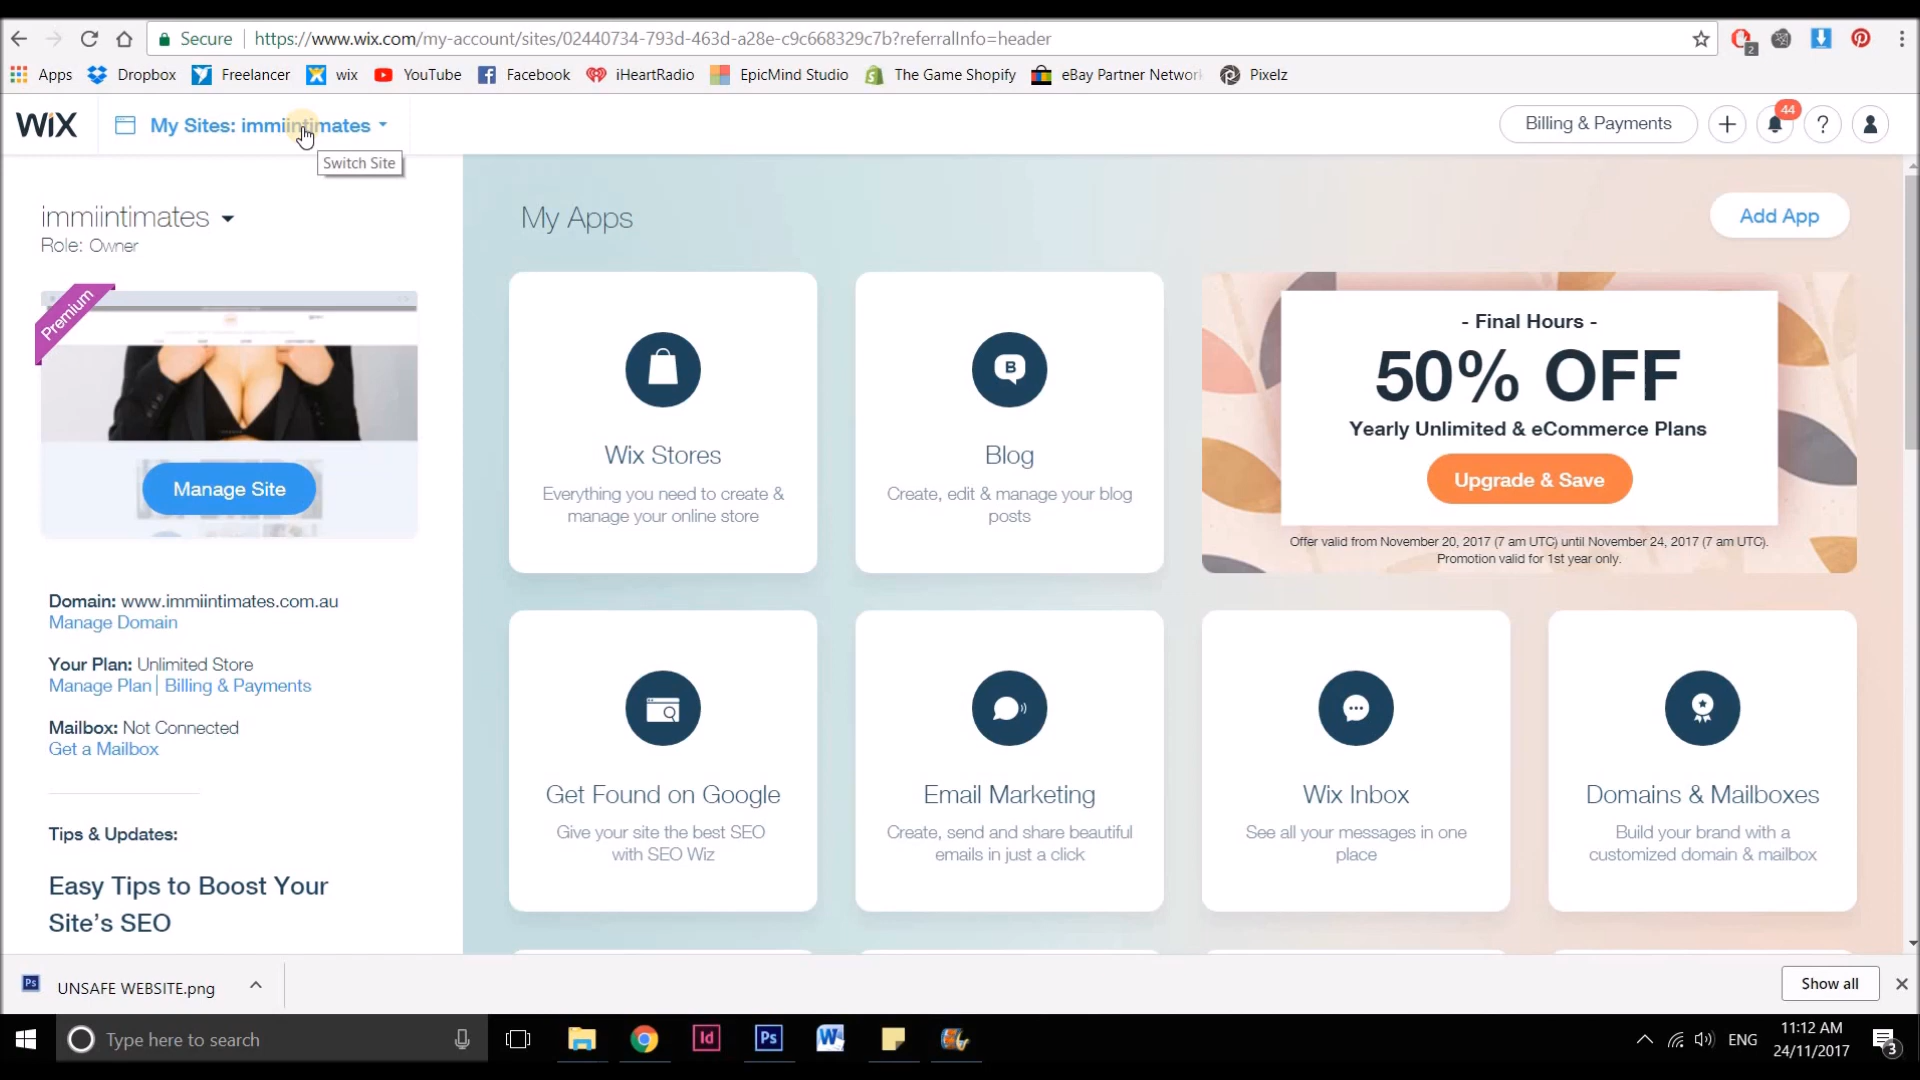 Secure
https://www.wix.com/my-account/sites/02440734-793d-463d-a28e-c9c668329c7b?referralInfo=header
2
Apps
Dropbox
Freelancer
wix
YouTube
Facebook
iHeartRadio
EpicMind Studio
The Game Shopify
eBay Partner Networ
Pixelz
WiX
My Sites: immiintimates
Switch Site
Billing & Payments
44
?
immiintimates
Role: Owner
Premium
Manage Site
Domain: www.immiintimates.com.au
Manage Domain
Your Plan: Unlimited Store
Manage Plan | Billing & Payments
Mailbox: Not Connected
Get a Mailbox
Tips & Updates:
Easy Tips to Boost Your
Site's SEO
My Apps
Add App
Wix Stores
Everything you need to create &
manage your online store
B
Blog
Create, edit & manage your blog
posts
- Final Hours -
50% OFF
Yearly Unlimited & eCommerce Plans
Upgrade & Save
Offer valid from November 20, 2017 (7 am UTC) until November 24, 2017 (7 am UTC).
Promotion valid for 1st year only.
Get Found on Google
Give your site the best SEO
with SEO Wiz
Email Marketing
Create, send and share beautiful
emails in just a click
Wix Inbox
See all your messages in one
place
Domains & Mailboxes
Build your brand with a
customized domain & mailbox
Ps
UNSAFE WEBSITE.png
Show all
Type here to search
Id
Ps
W
ENG
11:12 AM
24/11/2017
3